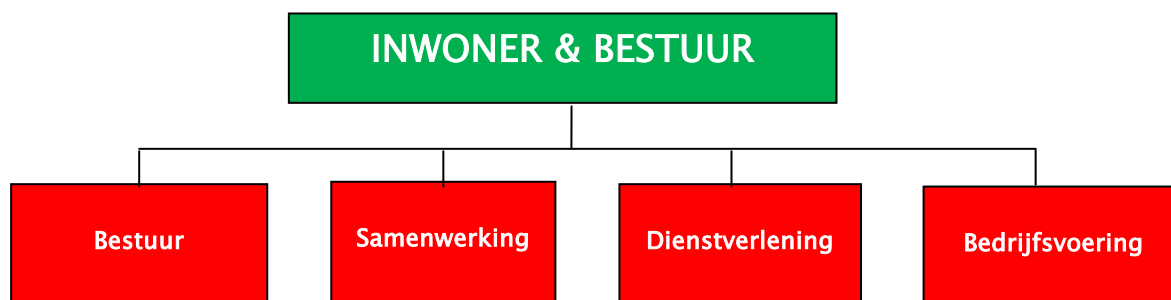 INWONER & BESTUUR
Bestuur
Samenwerking
Dienstverlening
Bedrijfsvoering